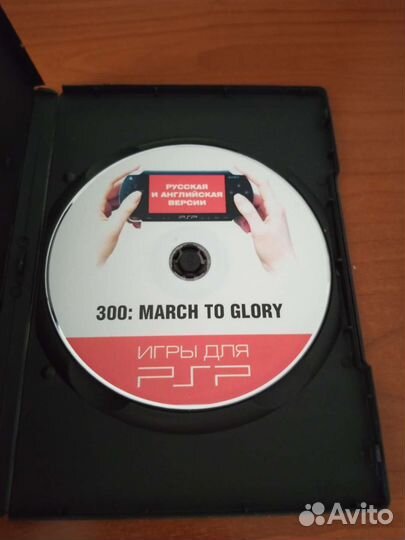 РУССКАЯ
И АНГЛИЙСКАЯ
ВЕРСИИ
PSP
300: MARCH TO GLORY
ИГРЫ ДЛЯ
PSP
Avito